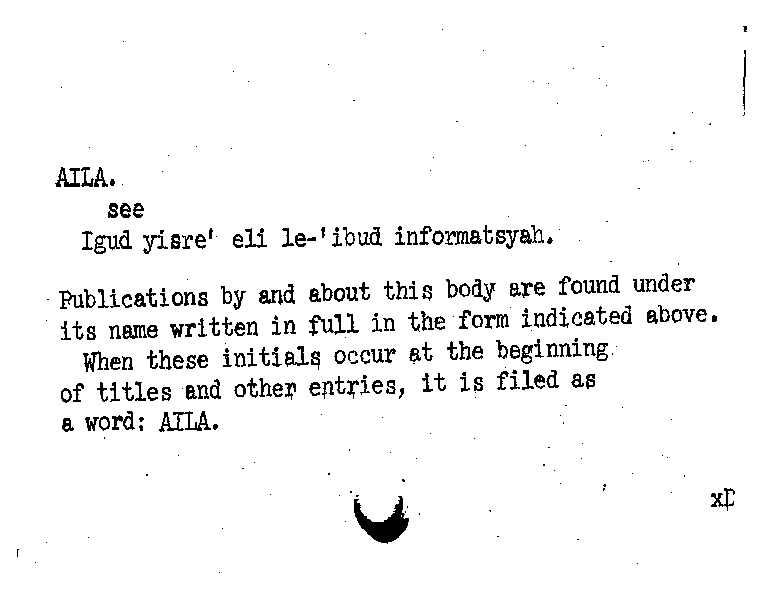 AILA.
see
Igud yisre' eli le-'ibud informatsyah.
Publications by and about this body are found under
its name written in full in the form indicated above.
When these initials occur at the beginning
of titles and other entries, it is filed as
a word: AILA.